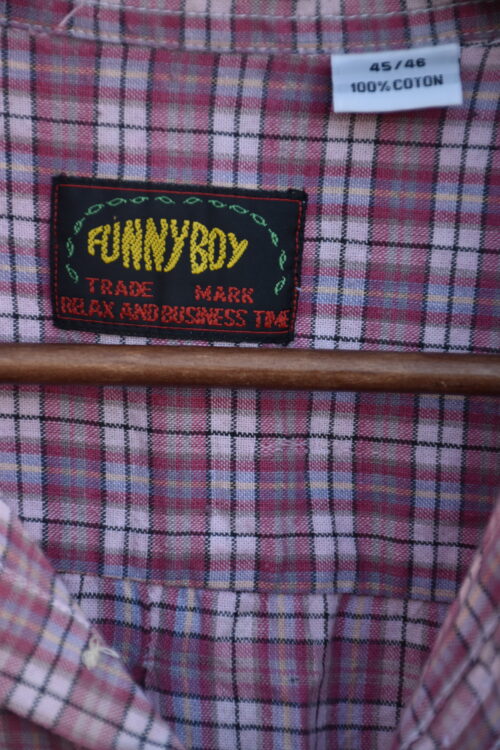 45/46
100% COTON
FUNNYBOY
TRADE MARK
RELAX AND BUSINESS TIME